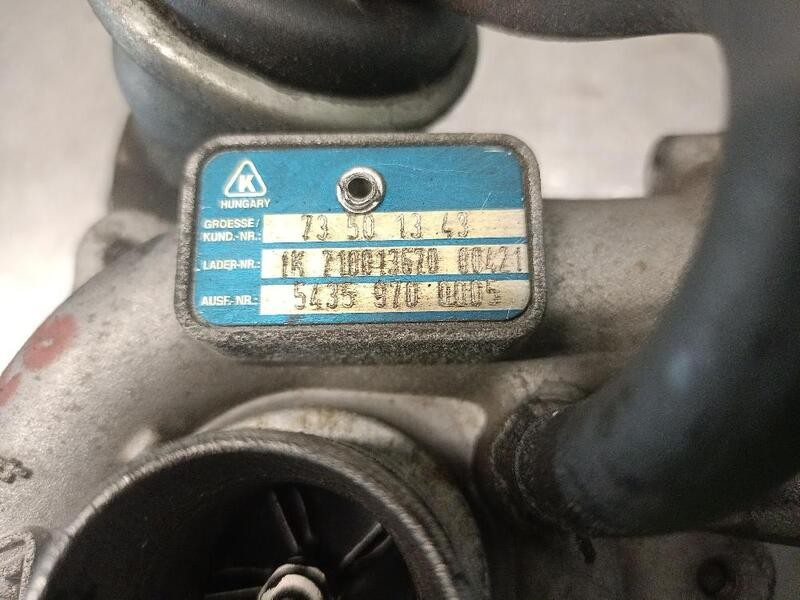 K
HUNGARY
GROESSE/
KUND.-NR.: 73 50 13 43
LADER-NR.: 1K 710013670 00421
AUSF.-NR.: 5435 970 0005